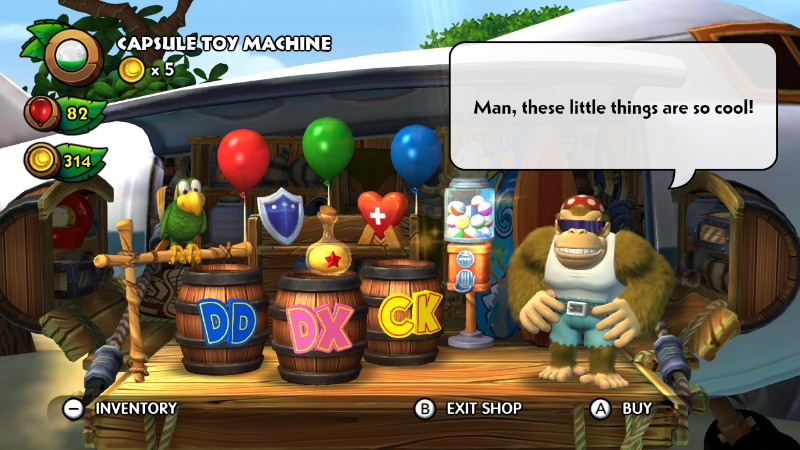 CAPSULE TOY MACHINE
x 5
82
314
Man, these little things are so cool!
DD
DX
CK
− INVENTORY
B EXIT SHOP
A BUY